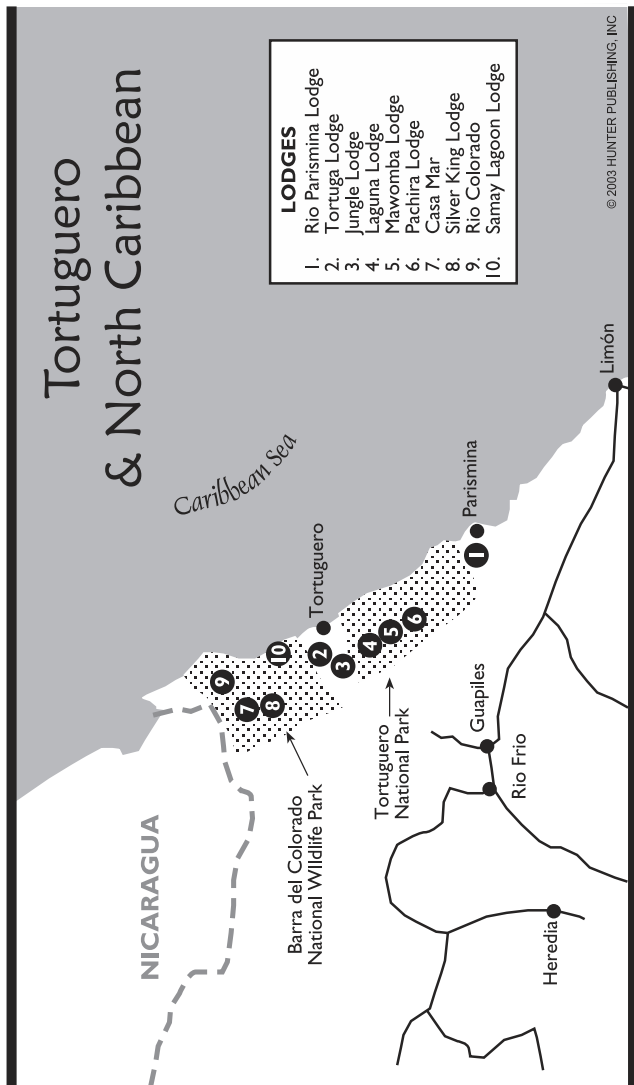 Tortuguero
& North Caribbean
LODGES
1. Rio Parismina Lodge
2. Tortuga Lodge
3. Jungle Lodge
4. Laguna Lodge
5. Mawomba Lodge
6. Pachira Lodge
7. Casa Mar
8. Silver King Lodge
9. Rio Colorado
10. Samay Lagoon Lodge
Caribbean Sea
NICARAGUA
Barra del Colorado
National WIldlife Park
Tortuguero
Tortuguero
National Park
Parismina
Guapiles
Rio Frio
Heredia
Limón
9
7
8
10
2
3
4
5
6
1
© 2003 HUNTER PUBLISHING, INC